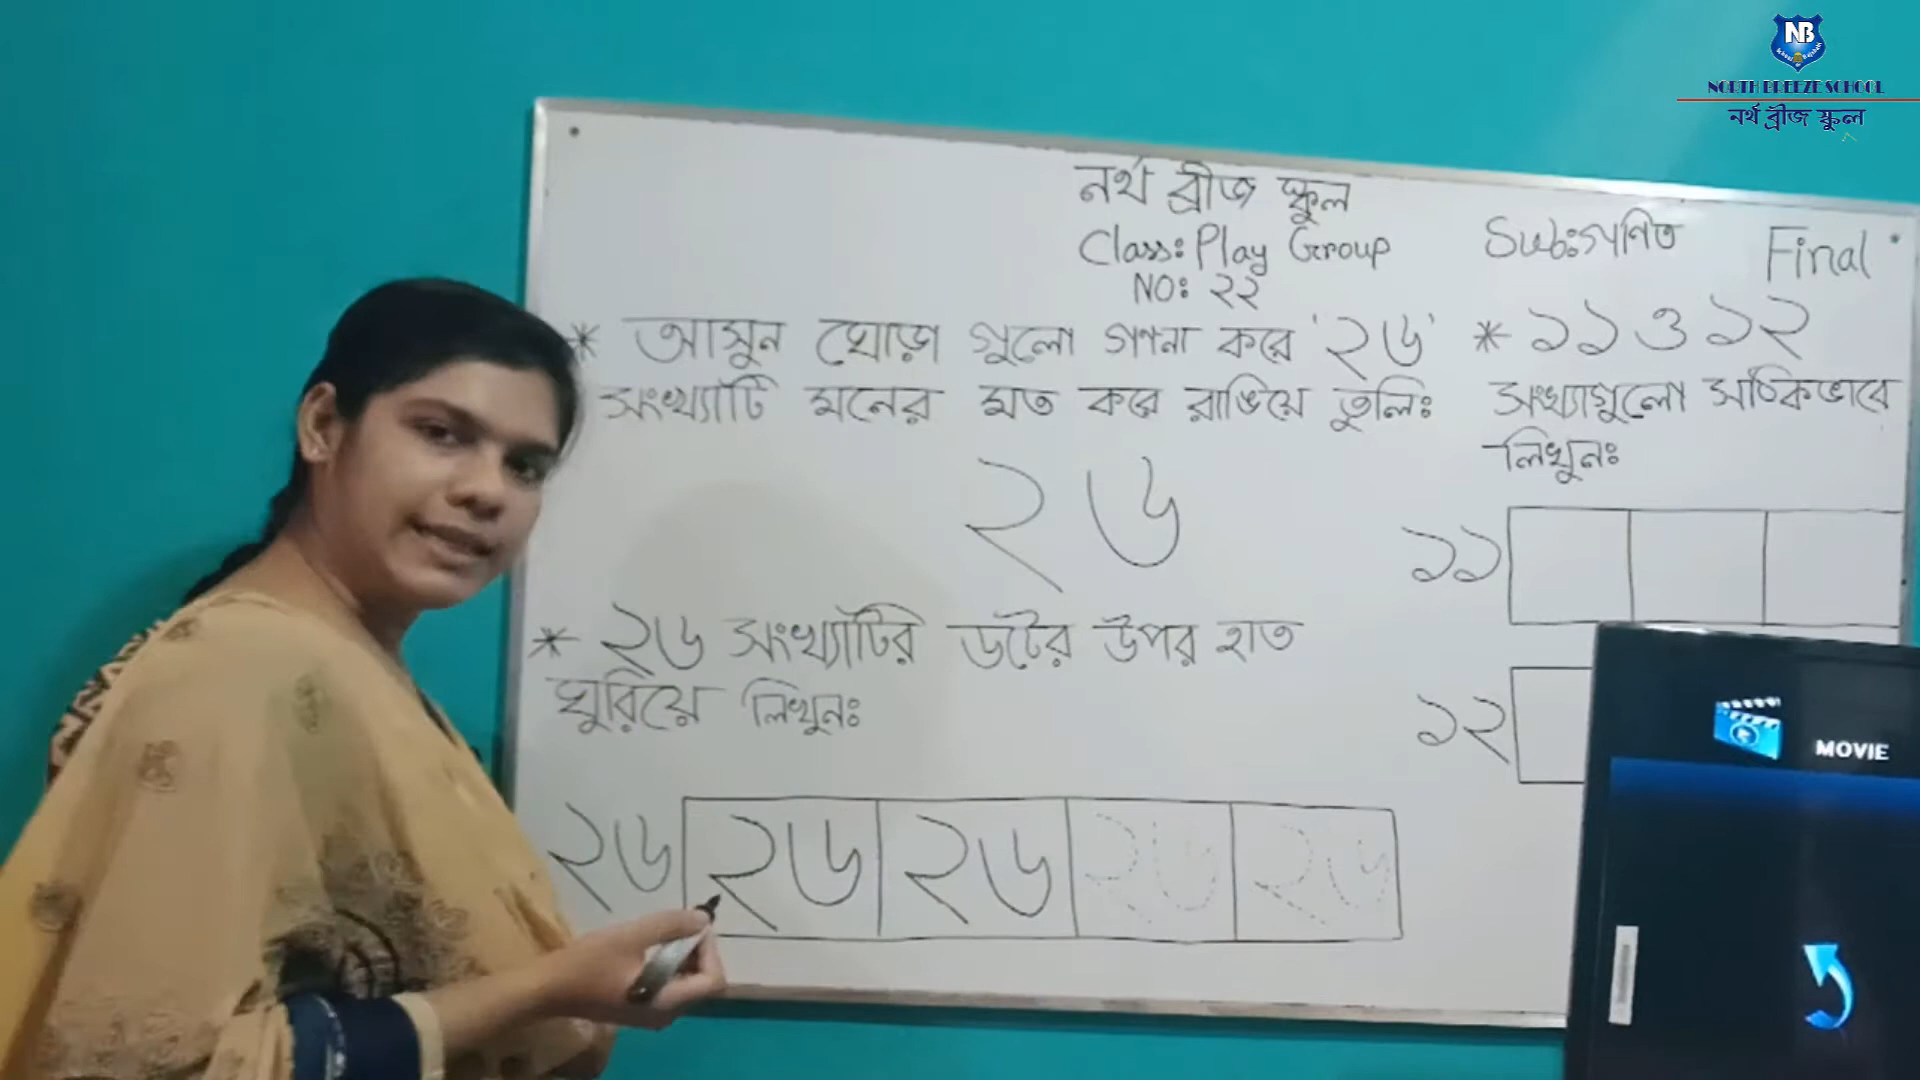 NB
NORTH BREEZE SCHOOL
নর্থ ব্রীজ স্কুল
নর্থ ব্রীজ স্কুল
Class: Play Group
Sub: গণিত
Final
NO: ২২
* আসুন ঘোড়া গুলো গণনা করে '২৬'
সংখ্যাটি মনের মত করে রাঙিয়ে তুলিঃ
২৬
* ২৬ সংখ্যাটির ডটের উপর হাত
ঘুরিয়ে লিখুনঃ
২৬ ২৬ ২৬ ২৬ ২৬
* ১১ ও ১২
সংখ্যাগুলো সঠিকভাবে
লিখুনঃ
১১
১২
MOVIE